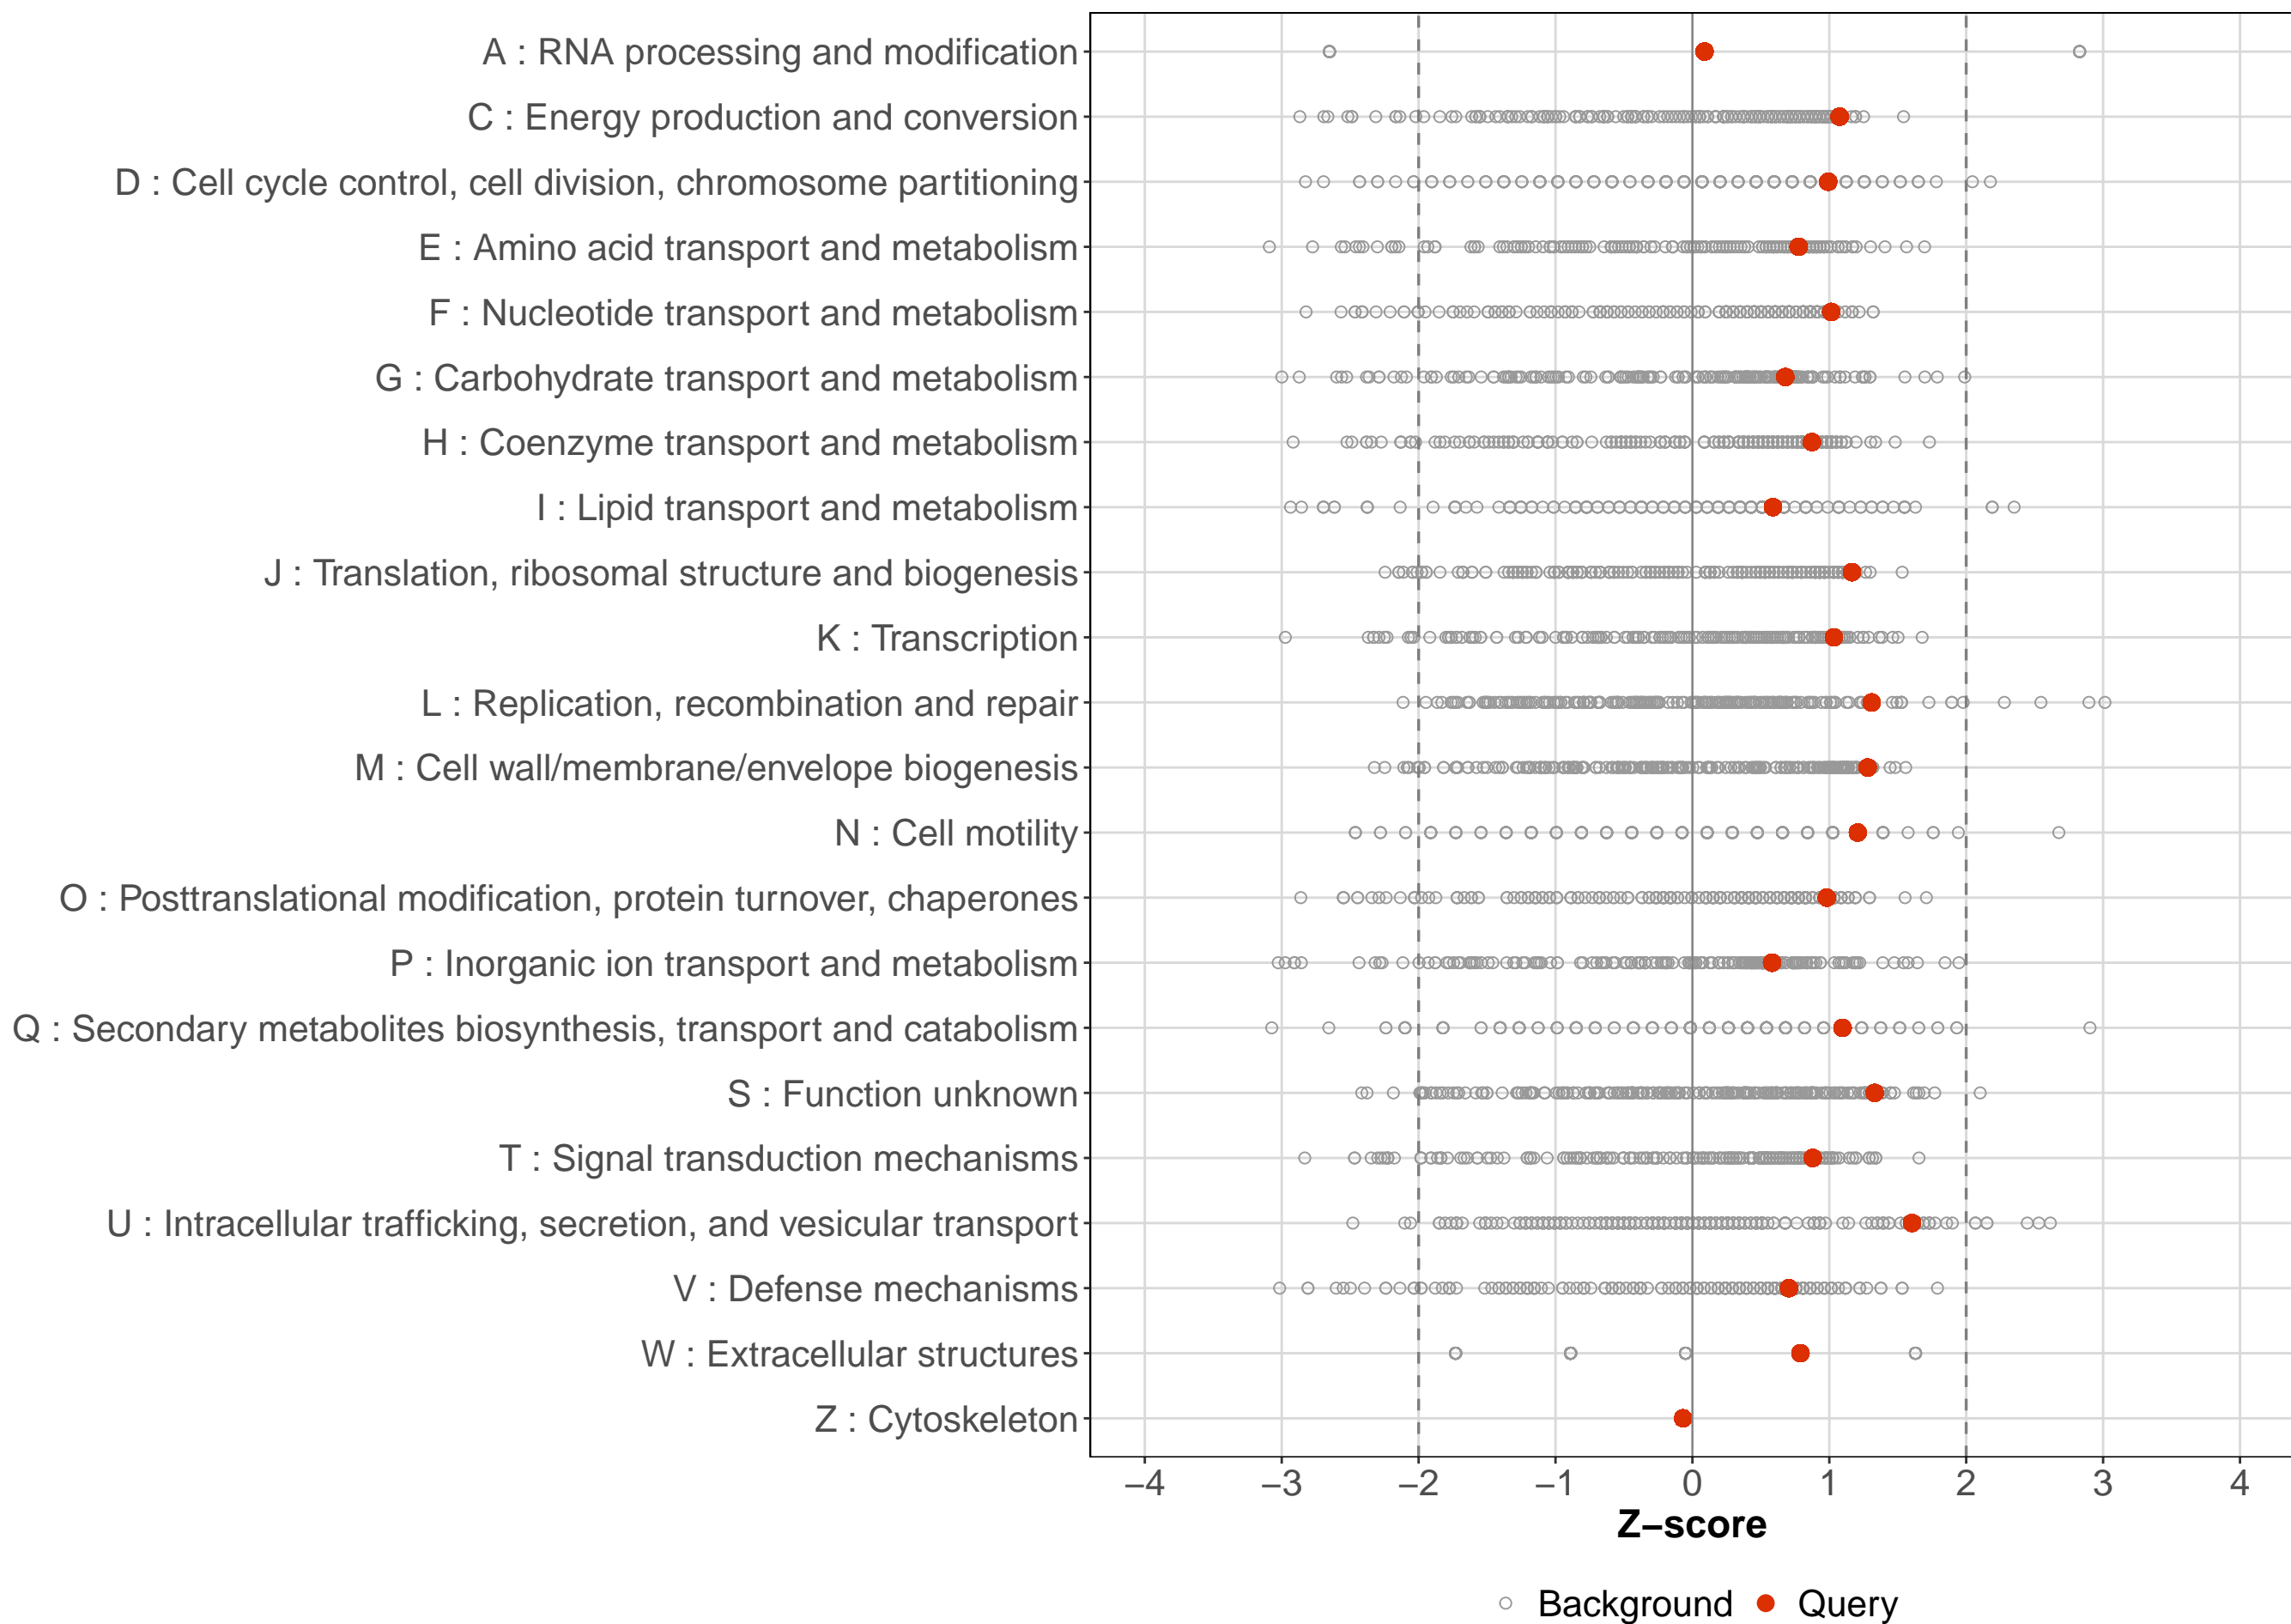 A : RNA processing and modification
C : Energy production and conversion
D : Cell cycle control, cell division, chromosome partitioning
E : Amino acid transport and metabolism
F : Nucleotide transport and metabolism
G : Carbohydrate transport and metabolism
H : Coenzyme transport and metabolism
I : Lipid transport and metabolism
J : Translation, ribosomal structure and biogenesis
K : Transcription
L : Replication, recombination and repair
M : Cell wall/membrane/envelope biogenesis
N : Cell motility
O : Posttranslational modification, protein turnover, chaperones
P : Inorganic ion transport and metabolism
Q : Secondary metabolites biosynthesis, transport and catabolism
S : Function unknown
T : Signal transduction mechanisms
U : Intracellular trafficking, secretion, and vesicular transport
V : Defense mechanisms
W : Extracellular structures
Z : Cytoskeleton
−4 −3 −2 −1 0 1 2 3 4
Z−score
Background Query